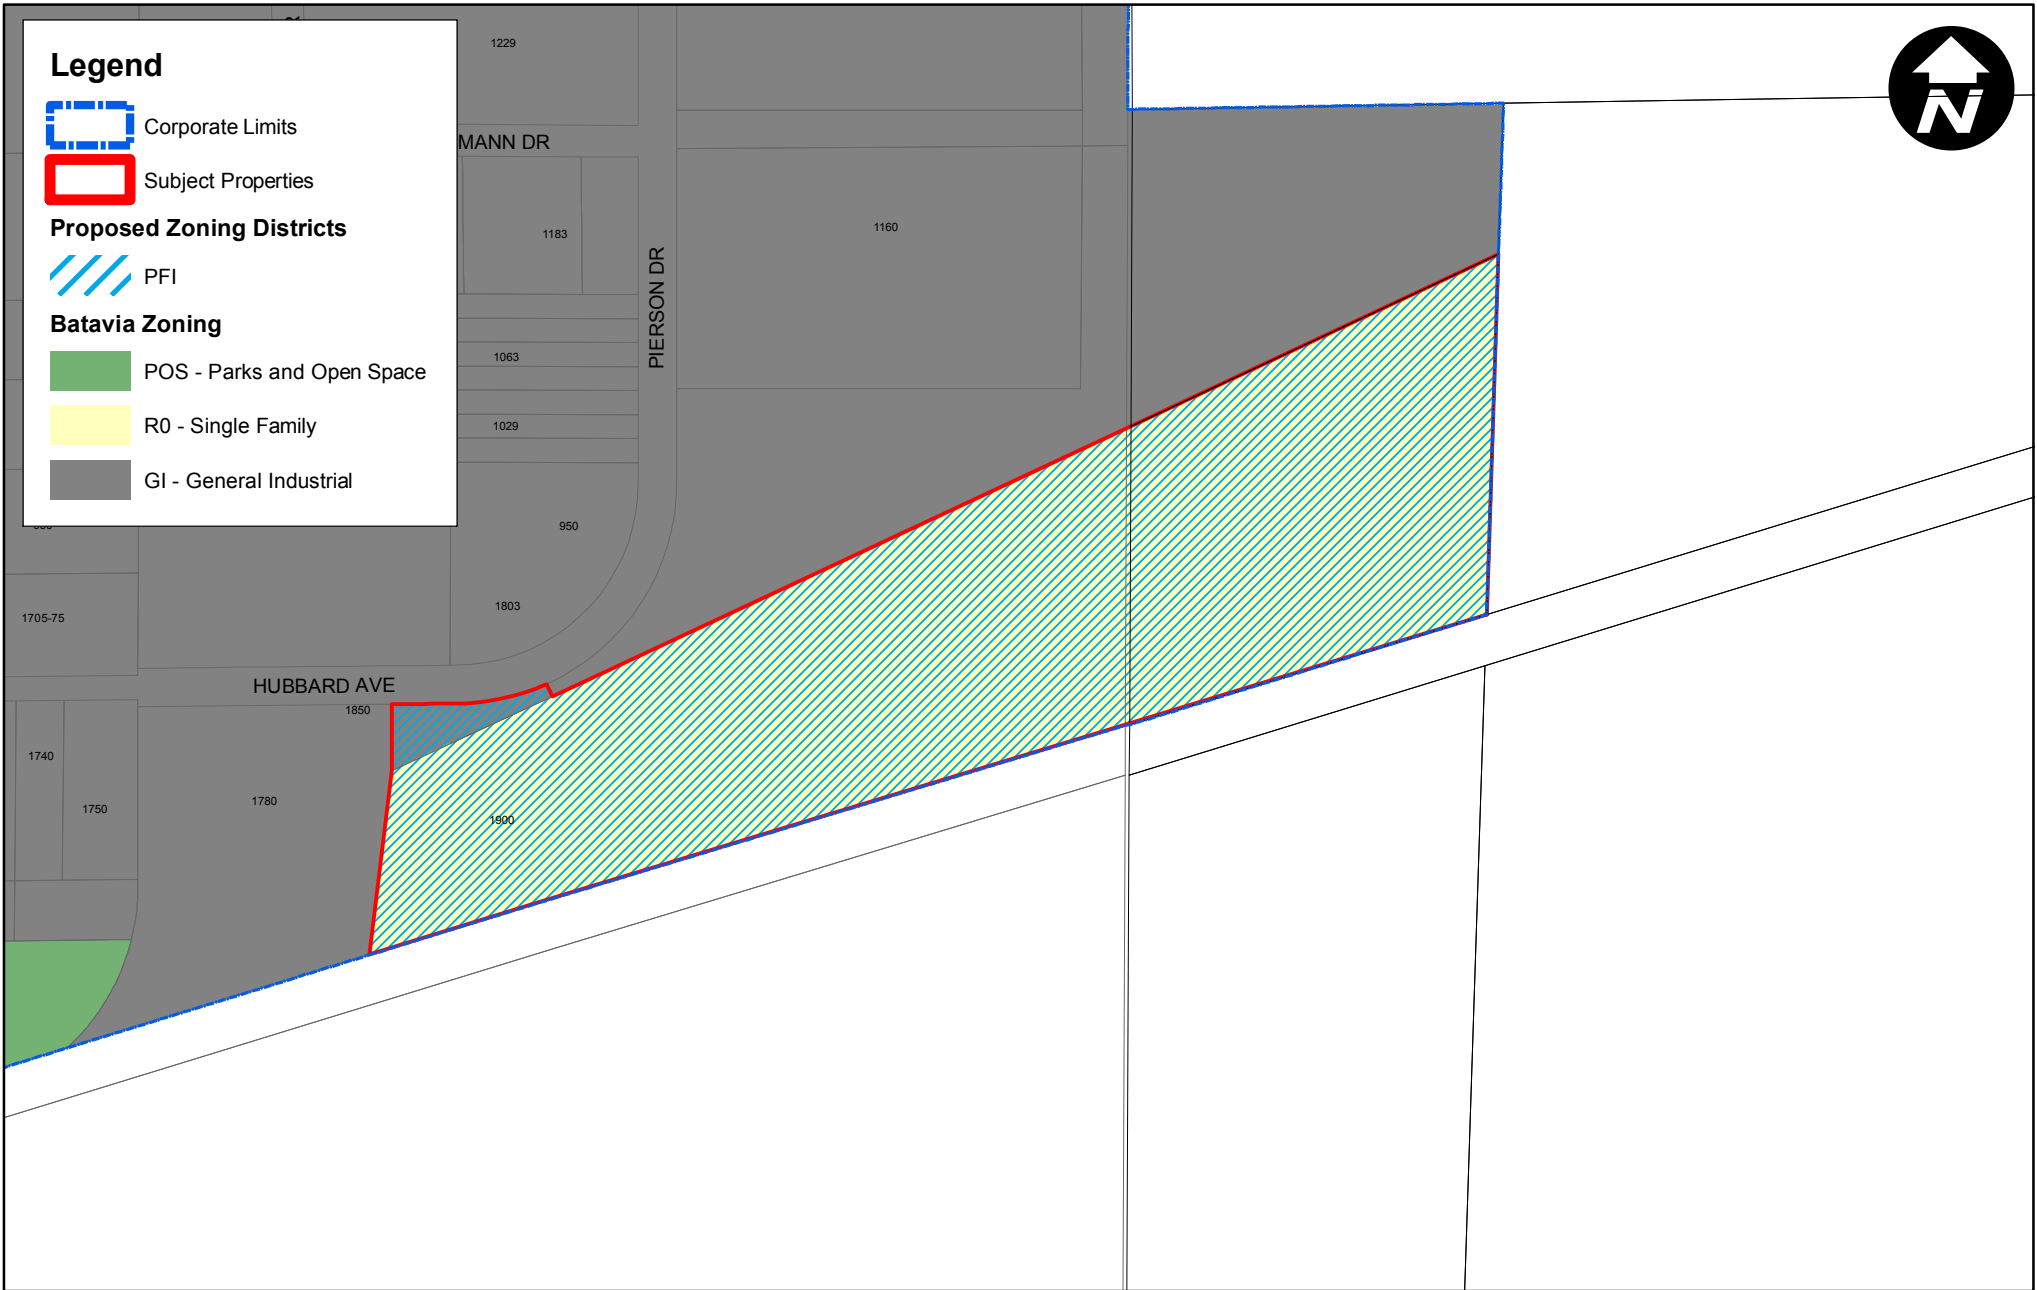 Legend
Corporate Limits
Subject Properties
Proposed Zoning Districts
PFI
Batavia Zoning
POS - Parks and Open Space
R0 - Single Family
GI - General Industrial
N
1229
MANN DR
1183
1160
PIERSON DR
1063
1029
950
1803
1705-75
HUBBARD AVE
1850
1740
1750
1780
1900